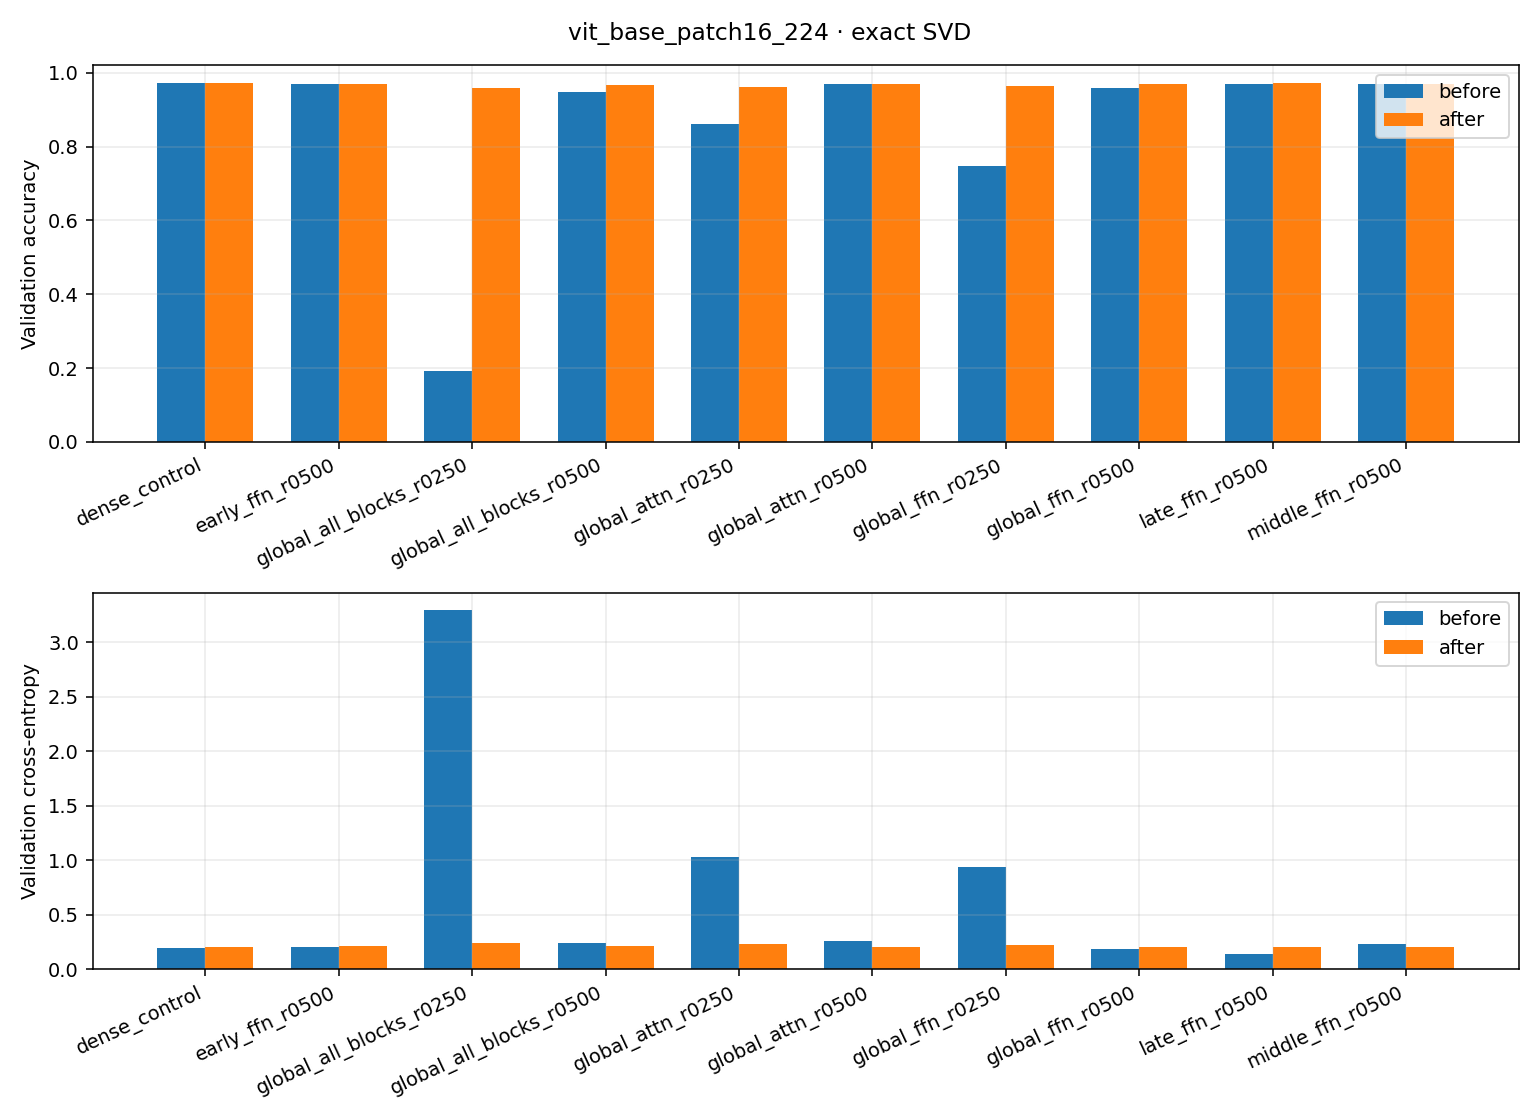 vit_base_patch16_224 · exact SVD
Validation accuracy
1.0
0.8
0.6
0.4
0.2
0.0
before
after
dense_control
early_ffn_r0500
global_all_blocks_r0250
global_all_blocks_r0500
global_attn_r0250
global_attn_r0500
global_ffn_r0250
global_ffn_r0500
late_ffn_r0500
middle_ffn_r0500
Validation cross-entropy
3.0
2.5
2.0
1.5
1.0
0.5
0.0
before
after
dense_control
early_ffn_r0500
global_all_blocks_r0250
global_all_blocks_r0500
global_attn_r0250
global_attn_r0500
global_ffn_r0250
global_ffn_r0500
late_ffn_r0500
middle_ffn_r0500